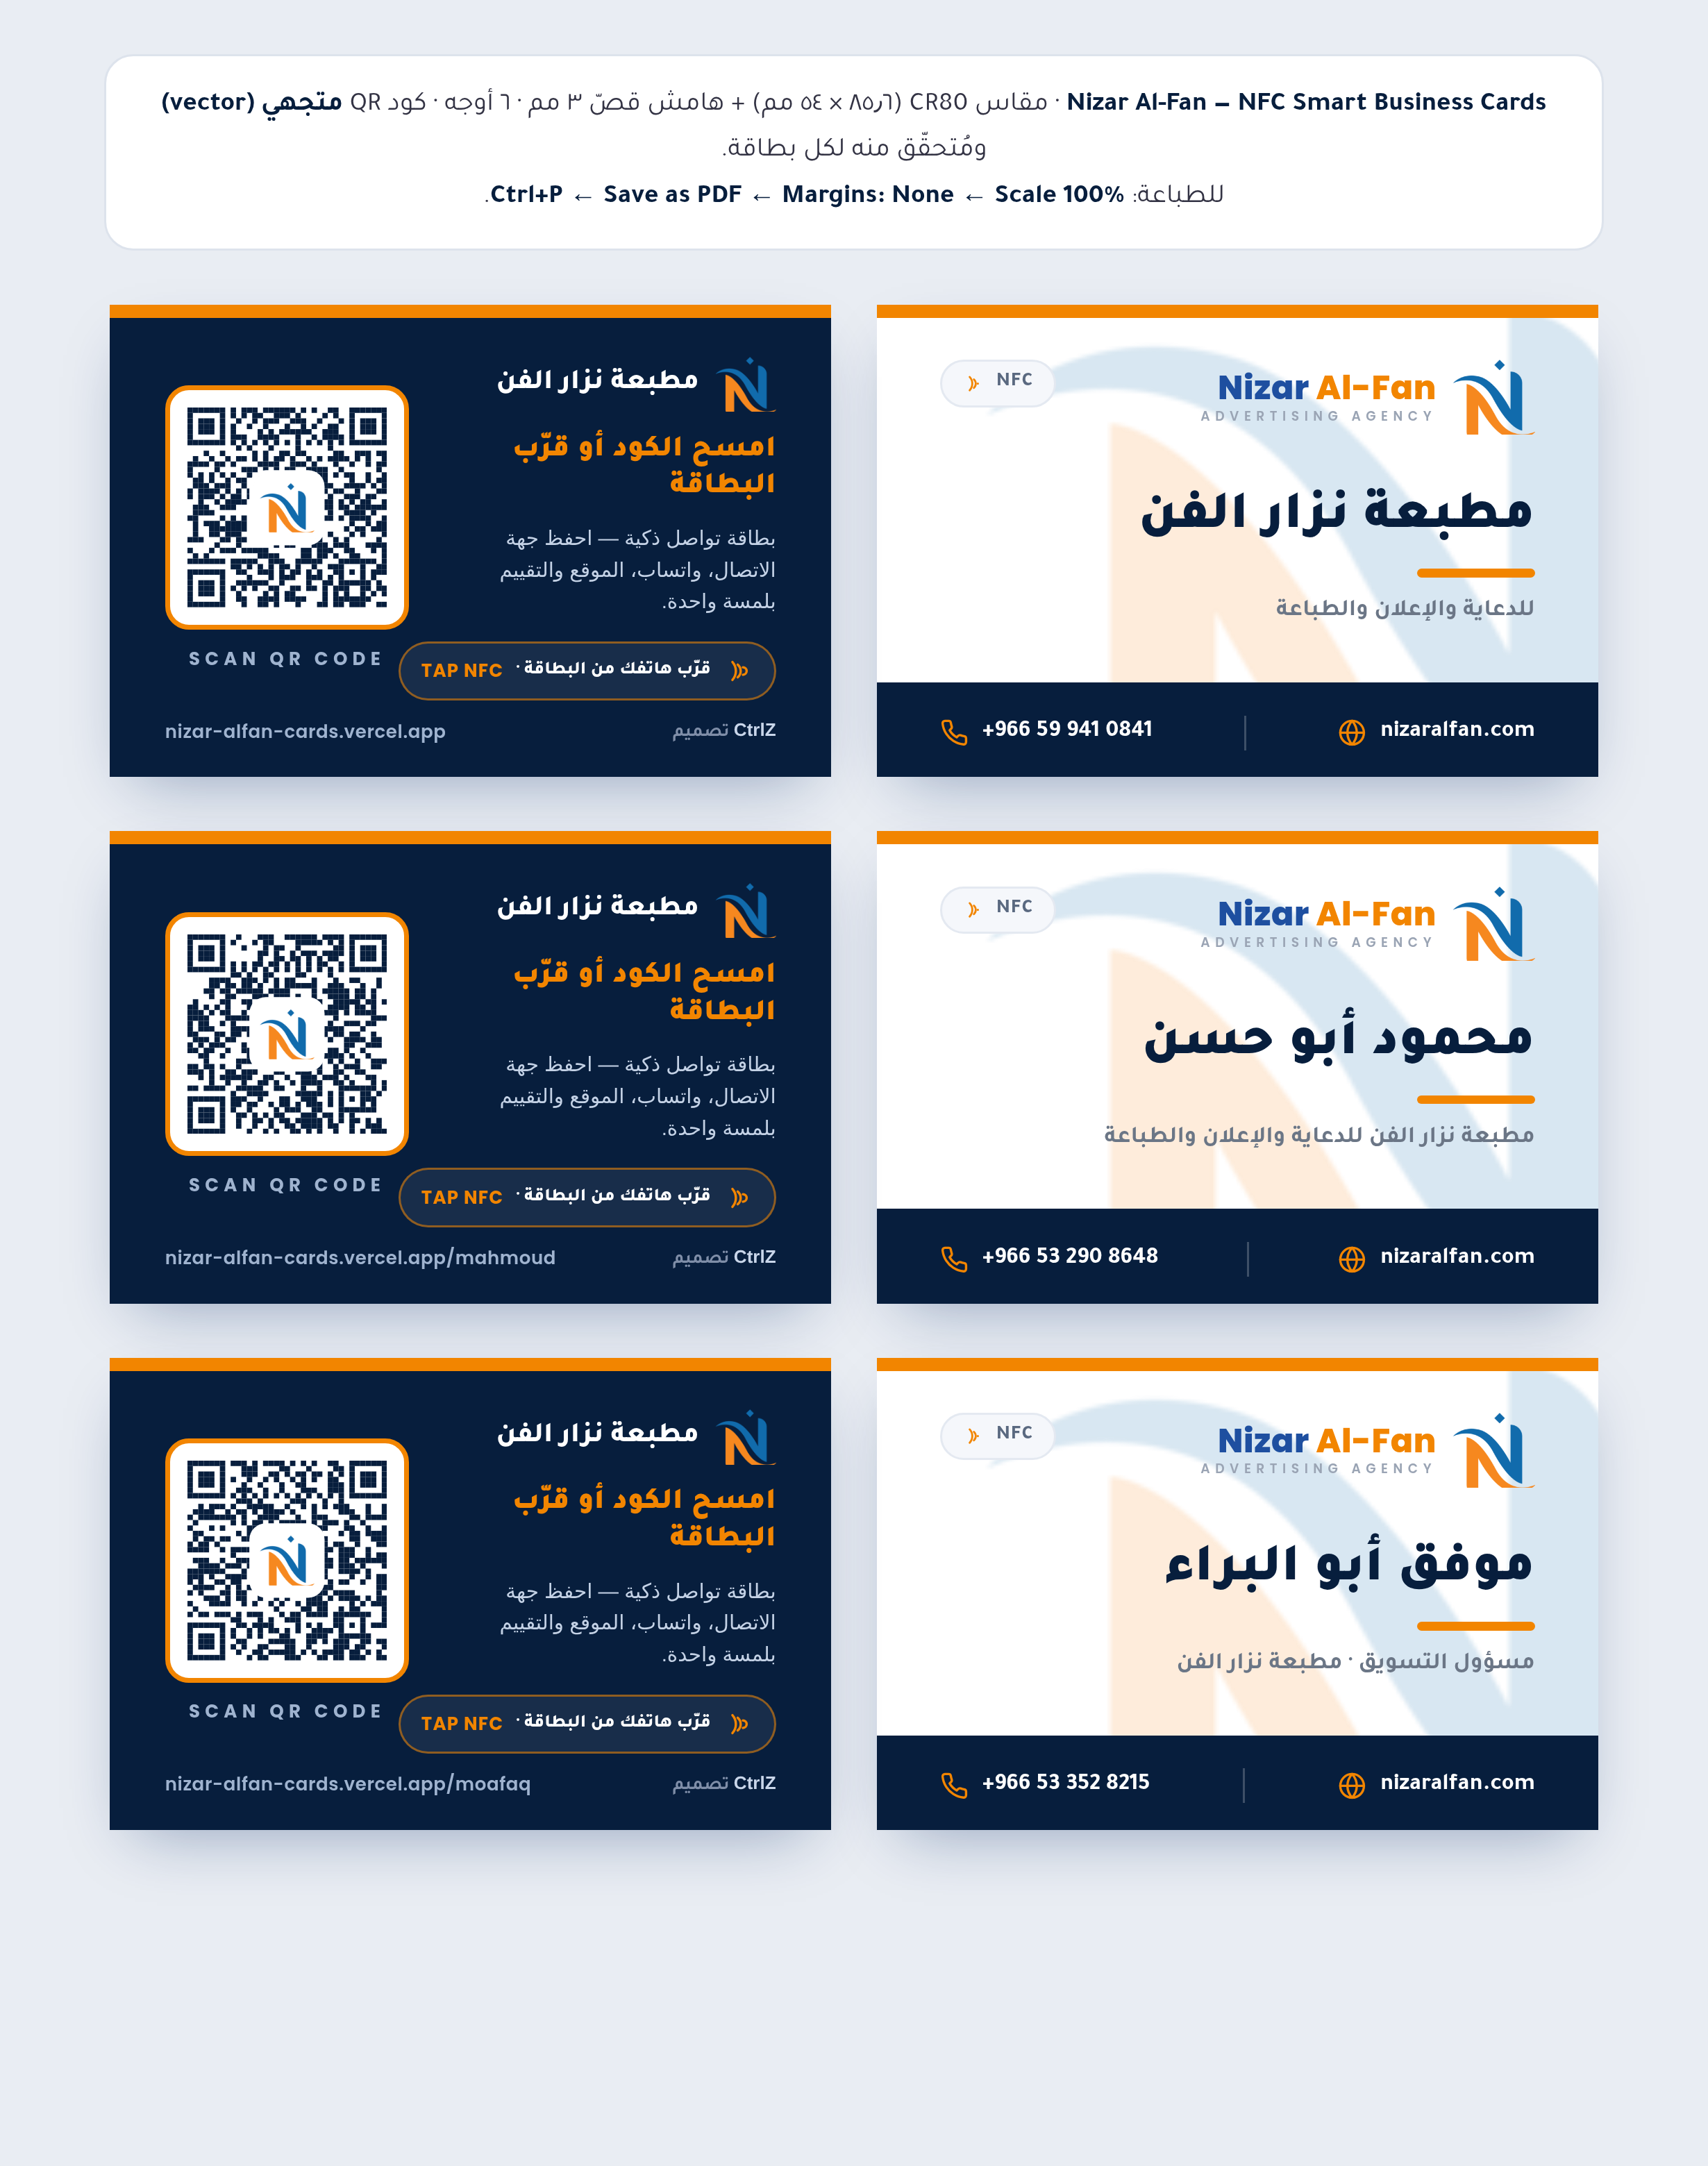 Nizar Al-Fan – NFC Smart Business Cards · مقاس CR80 (٨٥٫٦ × ٥٤ مم) + هامش قصّ ٣ مم · ٦ أوجه · كود QR متجهي (vector)
ومُتحقّق منه لكل بطاقة.
للطباعة: Ctrl+P ← Save as PDF ← Margins: None ← Scale 100%.
Nizar Al-Fan
ADVERTISING AGENCY
NFC
مطبعة نزار الفن
للدعاية والإعلان والطباعة
nizaralfan.com
+966 59 941 0841
مطبعة نزار الفن
امسح الكود أو قرّب
البطاقة
بطاقة تواصل ذكية — احفظ جهة
الاتصال، واتساب، الموقع والتقييم
بلمسة واحدة.
قرّب هاتفك من البطاقة · TAP NFC
SCAN QR CODE
تصميم CtrlZ
nizar-alfan-cards.vercel.app
Nizar Al-Fan
ADVERTISING AGENCY
NFC
محمود أبو حسن
مطبعة نزار الفن للدعاية والإعلان والطباعة
nizaralfan.com
+966 53 290 8648
مطبعة نزار الفن
امسح الكود أو قرّب
البطاقة
بطاقة تواصل ذكية — احفظ جهة
الاتصال، واتساب، الموقع والتقييم
بلمسة واحدة.
قرّب هاتفك من البطاقة · TAP NFC
SCAN QR CODE
تصميم CtrlZ
nizar-alfan-cards.vercel.app/mahmoud
Nizar Al-Fan
ADVERTISING AGENCY
NFC
موفق أبو البراء
مسؤول التسويق · مطبعة نزار الفن
nizaralfan.com
+966 53 352 8215
مطبعة نزار الفن
امسح الكود أو قرّب
البطاقة
بطاقة تواصل ذكية — احفظ جهة
الاتصال، واتساب، الموقع والتقييم
بلمسة واحدة.
قرّب هاتفك من البطاقة · TAP NFC
SCAN QR CODE
تصميم CtrlZ
nizar-alfan-cards.vercel.app/moafaq